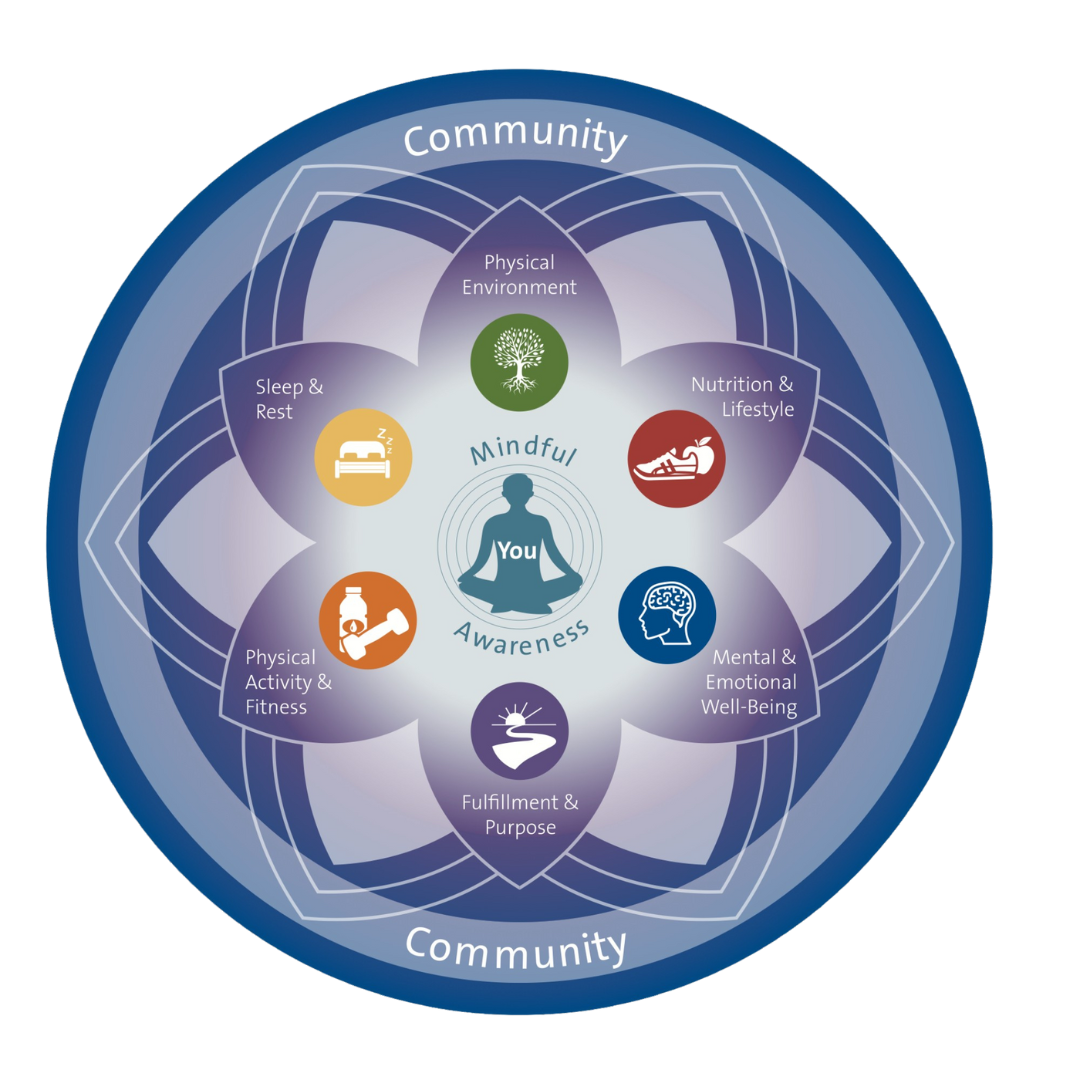 Community
Physical
Environment
Sleep &
Rest
Nutrition &
Lifestyle
z
z
z
Mindful
You
Awareness
Physical
Activity &
Fitness
Mental &
Emotional
Well-Being
Fulfillment &
Purpose
Community